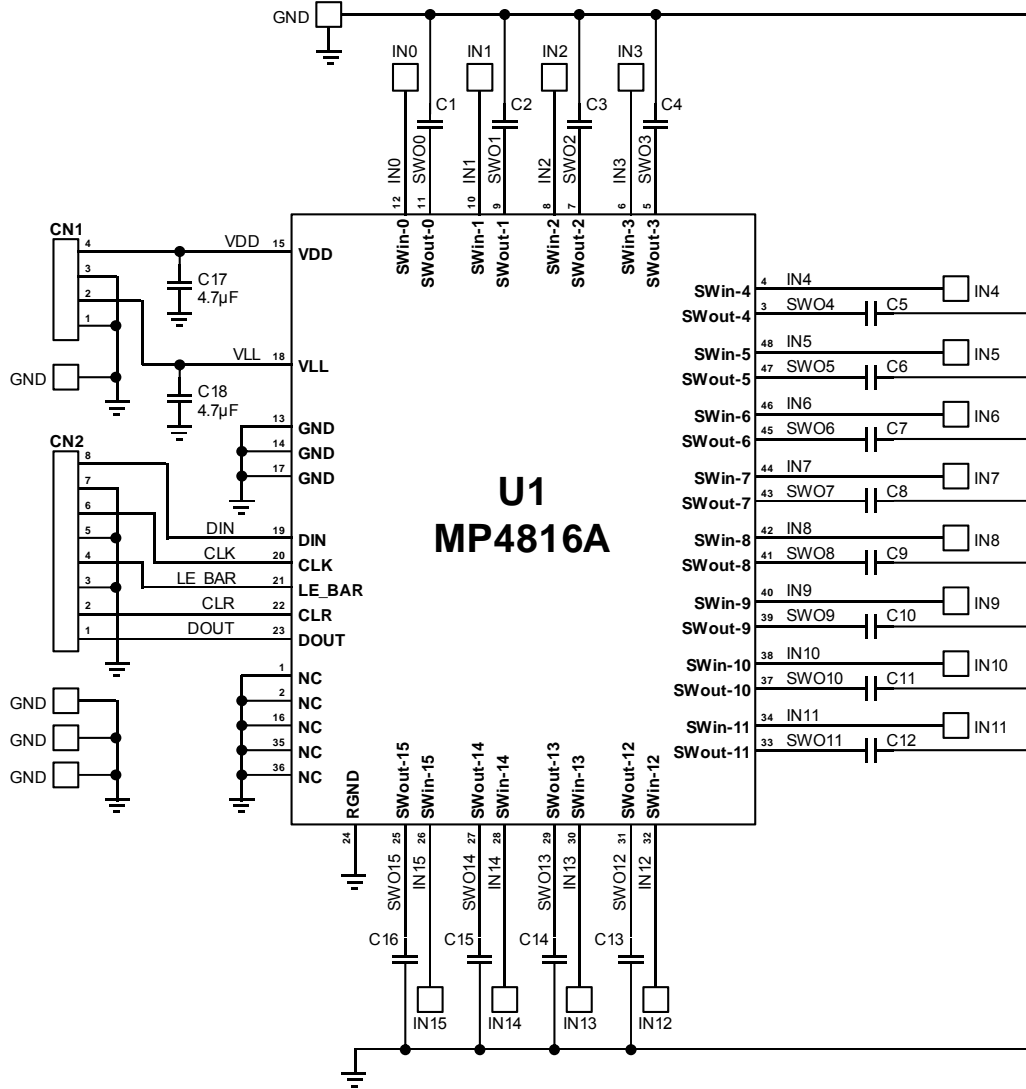 GND
IN0
IN1
IN2
IN3
C1
C2
C3
C4
IN0
SWO0
IN1
SWO1
IN2
SWO2
IN3
SWO3
12
11
10
9
8
7
6
5
SWin-0
SWout-0
SWin-1
SWout-1
SWin-2
SWout-2
SWin-3
SWout-3
CN1
4
3
2
1
VDD
15
VDD
C17
4.7µF
VLL
18
VLL
C18
4.7µF
GND
13
GND
14
GND
17
GND
CN2
8
7
6
5
4
3
2
1
DIN
19
DIN
CLK
20
CLK
LE_BAR
21
LE_BAR
CLR
22
CLR
DOUT
23
DOUT
1
NC
2
NC
16
NC
35
NC
36
NC
GND
GND
GND
U1
MP4816A
SWin-4
4
IN4
IN4
SWout-4
3
SWO4
C5
SWin-5
48
IN5
IN5
SWout-5
47
SWO5
C6
SWin-6
46
IN6
IN6
SWout-6
45
SWO6
C7
SWin-7
44
IN7
IN7
SWout-7
43
SWO7
C8
SWin-8
42
IN8
IN8
SWout-8
41
SWO8
C9
SWin-9
40
IN9
IN9
SWout-9
39
SWO9
C10
SWin-10
38
IN10
IN10
SWout-10
37
SWO10
C11
SWin-11
34
IN11
IN11
SWout-11
33
SWO11
C12
RGND
SWout-15
SWin-15
SWout-14
SWin-14
SWout-13
SWin-13
SWout-12
SWin-12
24
25
26
27
28
29
30
31
32
SWO15
IN15
SWO14
IN14
SWO13
IN13
SWO12
IN12
C16
C15
C14
C13
IN15
IN14
IN13
IN12